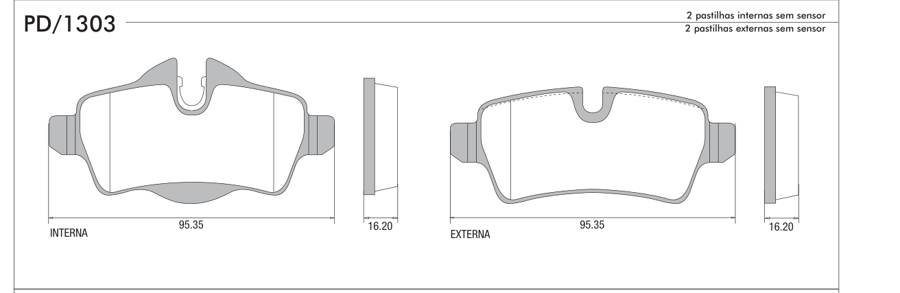 PD/1303
2 pastilhas internas sem sensor
2 pastilhas externas sem sensor
95.35
16.20
INTERNA
95.35
16.20
EXTERNA